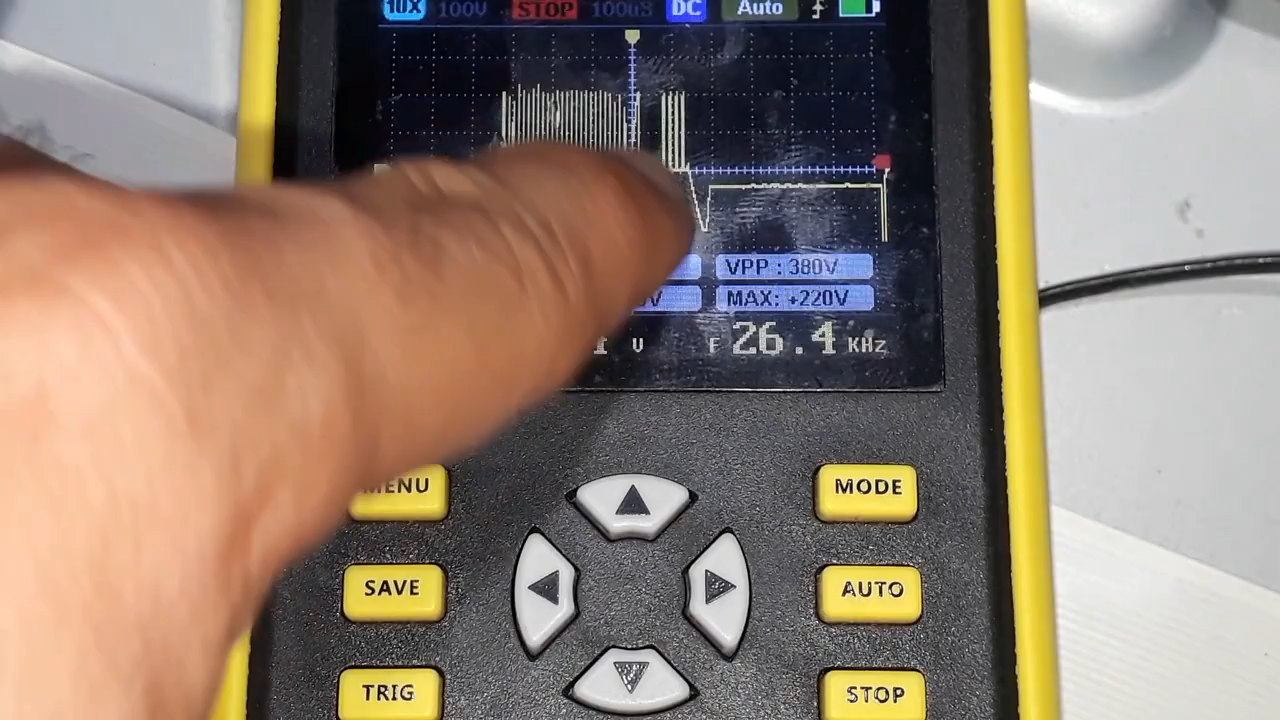 10X 100V STOP 100uS DC Auto
VPP : 380V
V MAX: +220V
V F 26.4 KHz
MENU MODE
SAVE AUTO
TRIG STOP